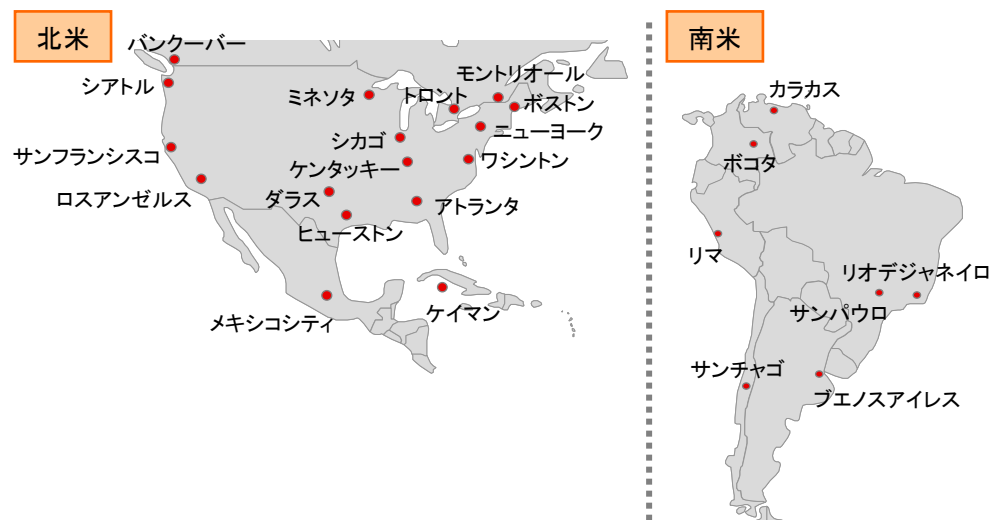 北米
バンクーバー
シアトル
ミネソタ
トロント
モントリオール
ボストン
シカゴ
ニューヨーク
サンフランシスコ
ケンタッキー
ワシントン
ロスアンゼルス
ダラス
アトランタ
ヒューストン
メキシコシティ
ケイマン
南米
カラカス
ボコタ
リマ
リオデジャネイロ
サンパウロ
サンチャゴ
ブエノスアイレス